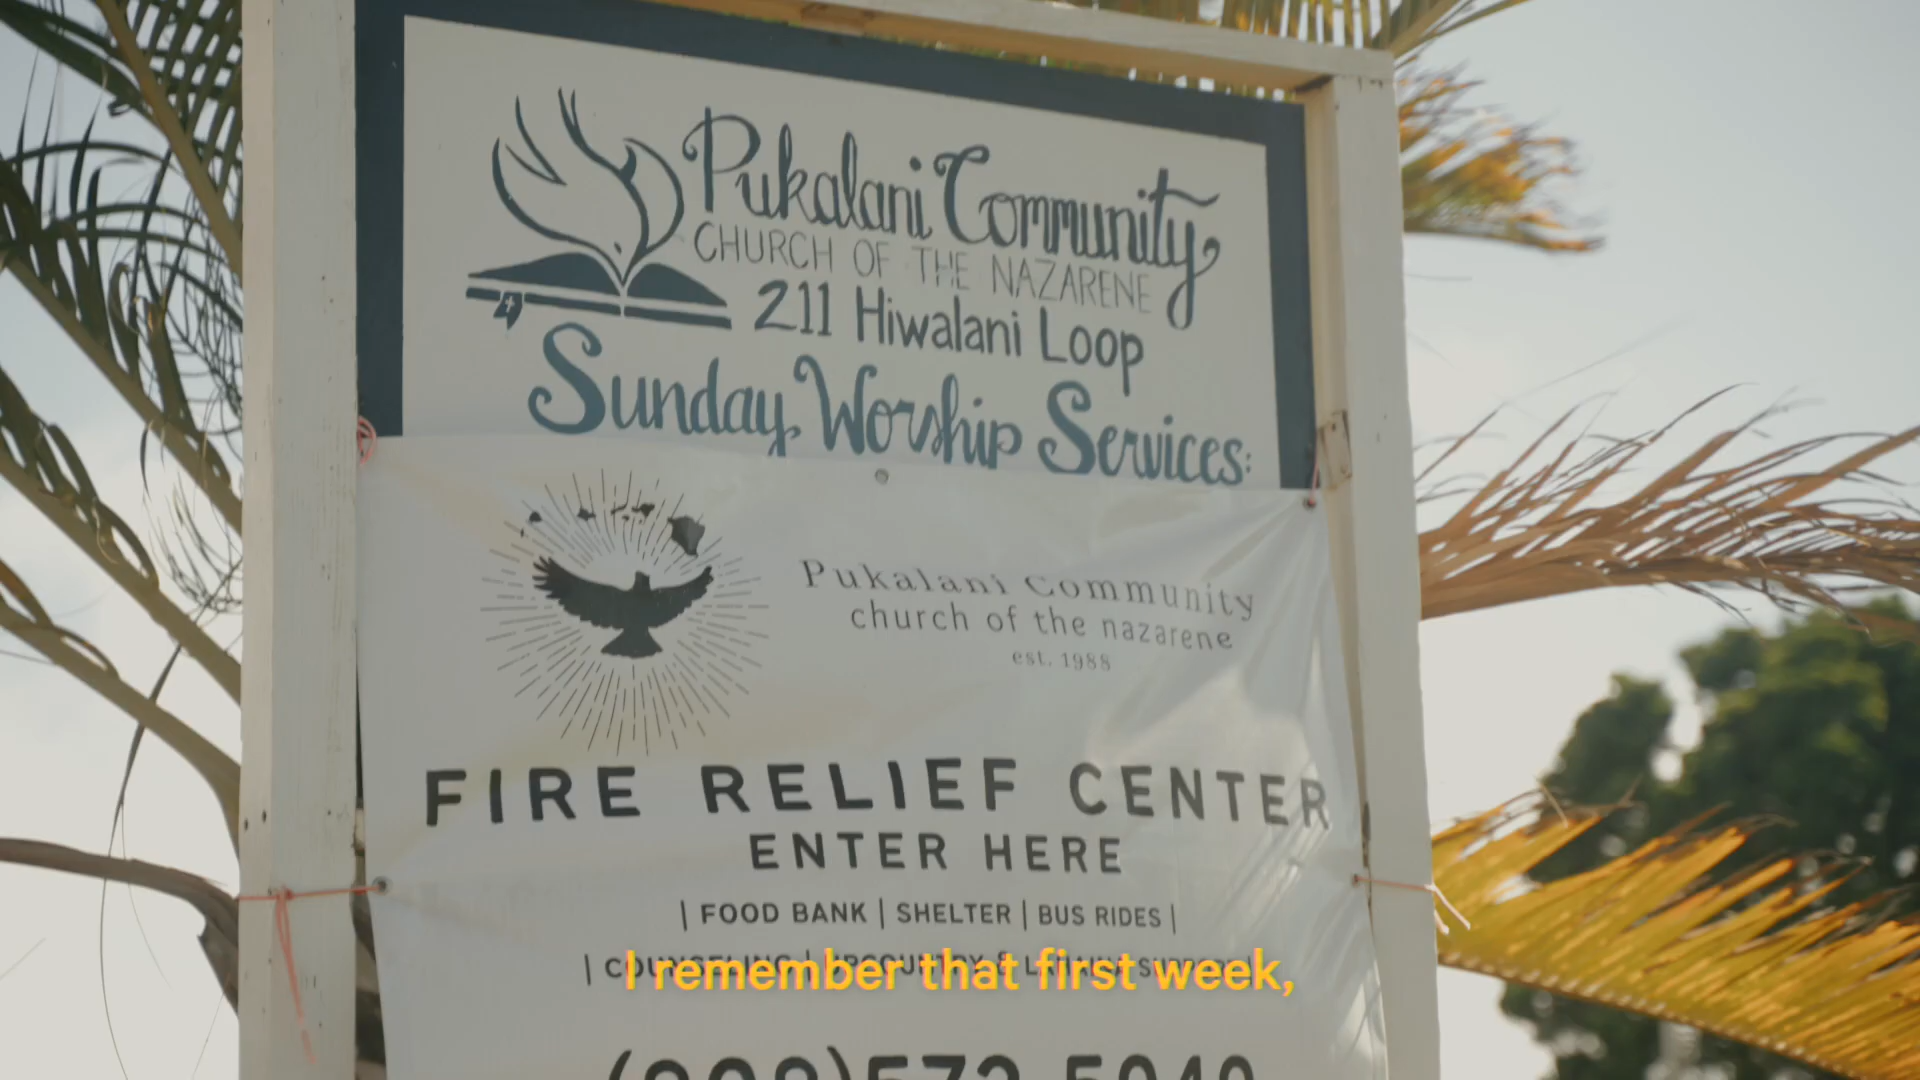 Pukalani Community
CHURCH OF THE NAZARENE
211 Hiwalani Loop
Sunday Worship Services:
Pukalani Community
church of the nazarene
est. 1988
FIRE RELIEF CENTER
ENTER HERE
| FOOD BANK | SHELTER | BUS RIDES |
| COUNSELING |
I remember that first week,